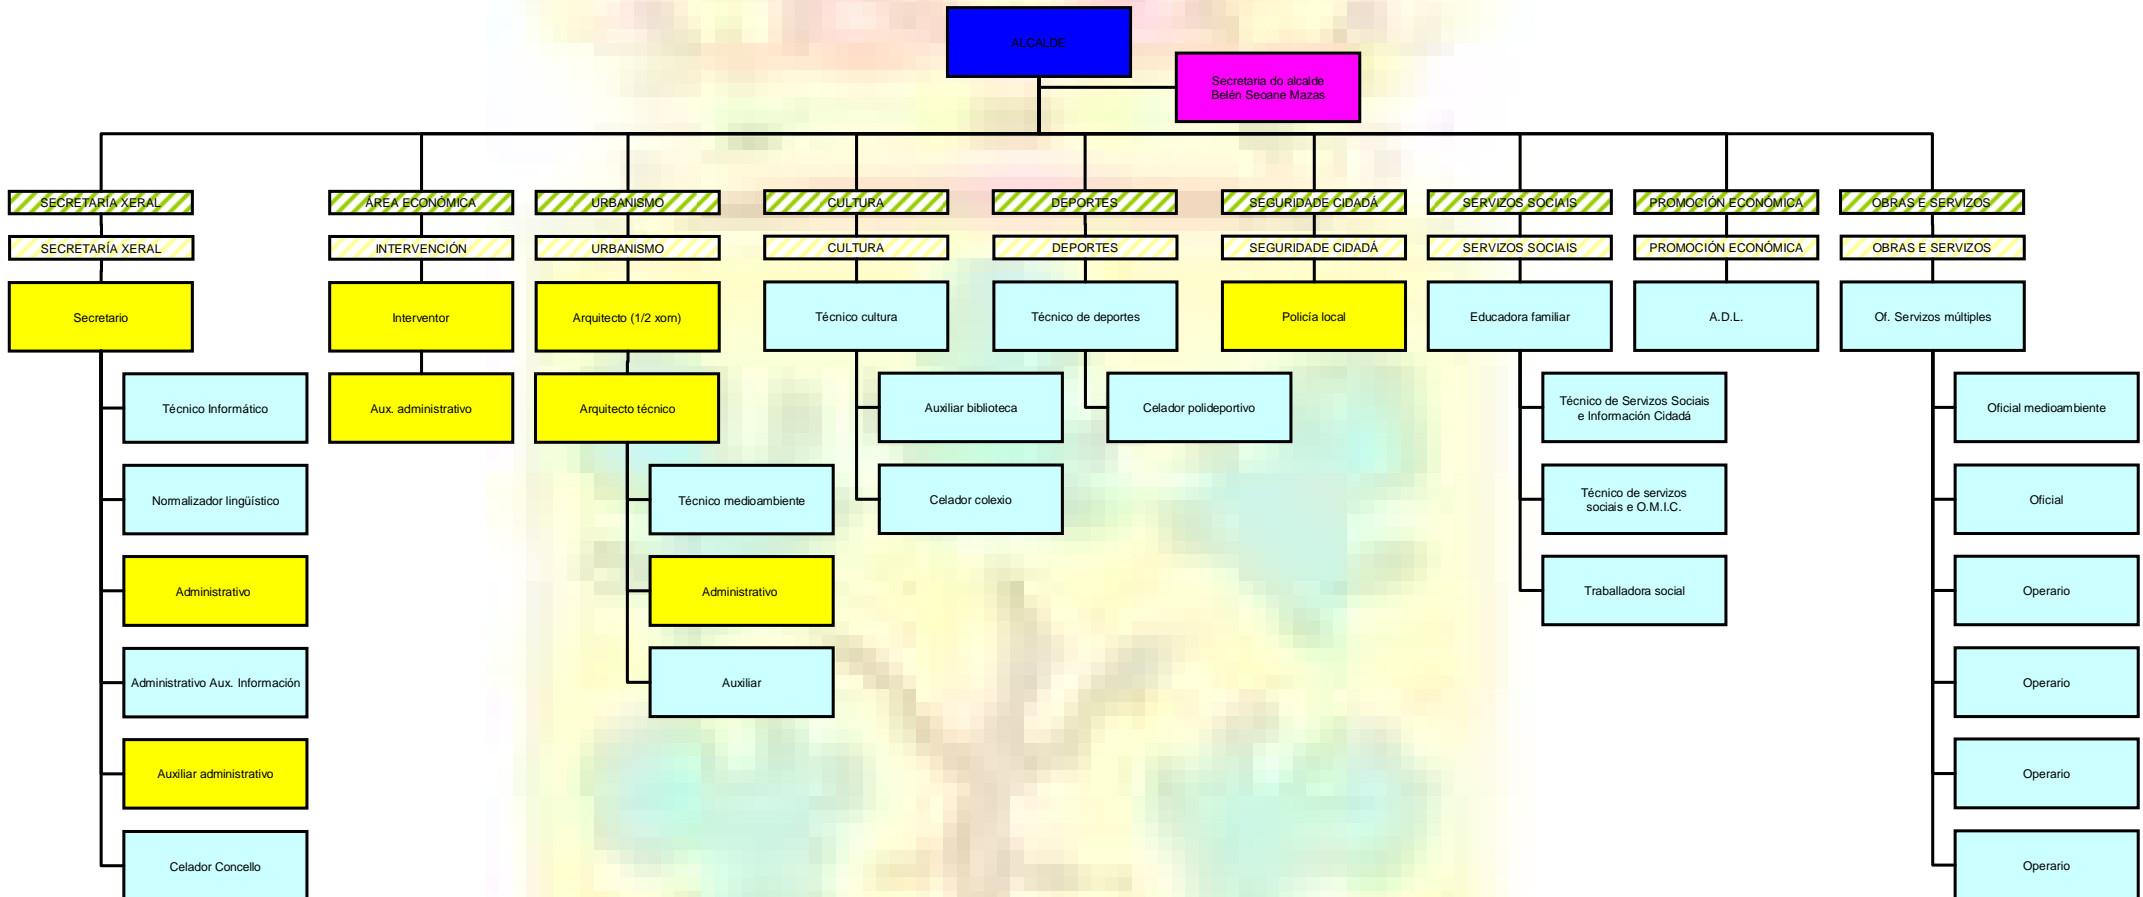 ALCALDE
Secretaria do alcalde
Belén Seoane Mazas
SECRETARÍA XERAL
ÁREA ECONÓMICA
URBANISMO
CULTURA
DEPORTES
SEGURIDADE CIDADÁ
SERVIZOS SOCIAIS
PROMOCIÓN ECONÓMICA
OBRAS E SERVIZOS
SECRETARÍA XERAL
INTERVENCIÓN
URBANISMO
CULTURA
DEPORTES
SEGURIDADE CIDADÁ
SERVIZOS SOCIAIS
PROMOCIÓN ECONÓMICA
OBRAS E SERVIZOS
Secretario
Interventor
Arquitecto (1/2 xorn)
Técnico cultura
Técnico de deportes
Policía local
Educadora familiar
A.D.L.
Of. Servizos múltiples
Técnico Informático
Aux. administrativo
Arquitecto técnico
Auxiliar biblioteca
Celador polideportivo
Técnico de Servizos Sociais
e Información Cidadá
Oficial medioambiente
Normalizador lingüístico
Técnico medioambiente
Celador colexio
Técnico de servizos
sociais e O.M.I.C.
Oficial
Administrativo
Administrativo
Traballadora social
Operario
Administrativo Aux. Información
Auxiliar
Operario
Auxiliar administrativo
Operario
Celador Concello
Operario